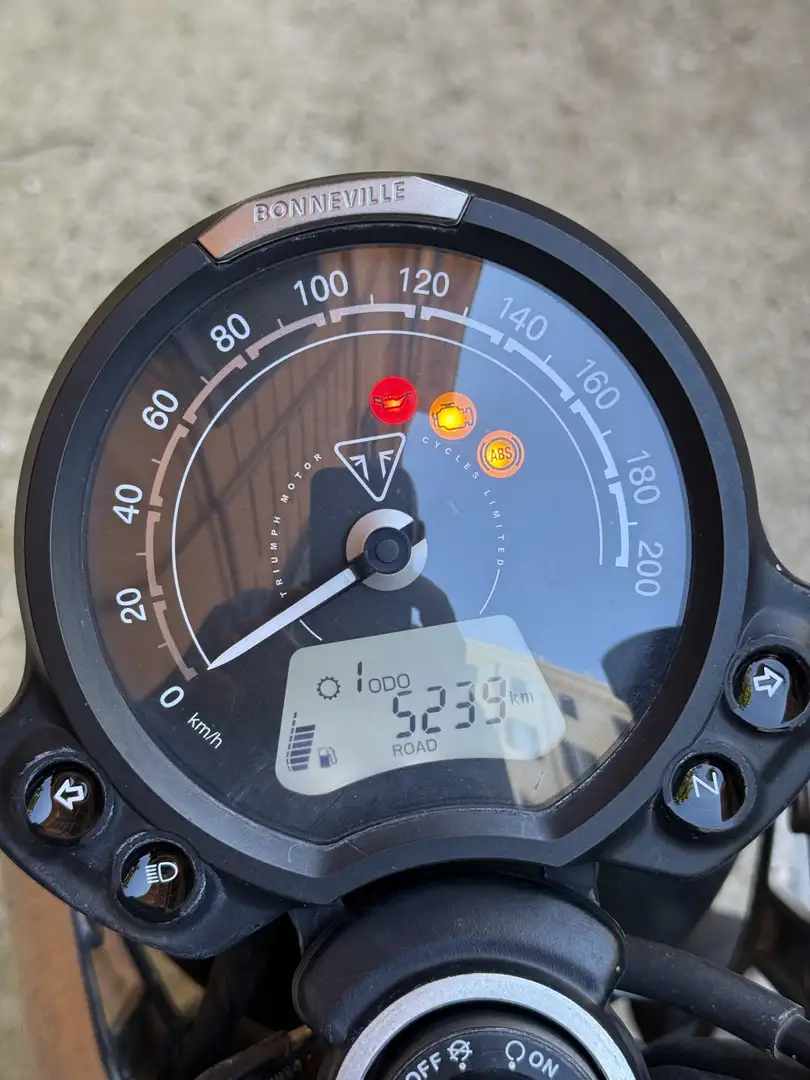 BONNEVILLE
0
20
40
60
80
100
120
140
160
180
200
km/h
ABS
TRIUMPH MOTOR
CYCLES LIMITED
1 ODO
5239 km
ROAD
N
OFF ON